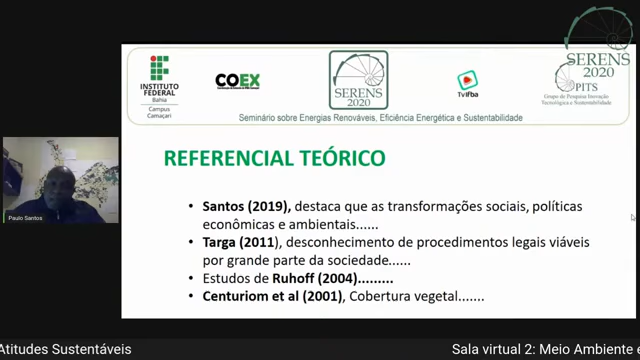 SERENS
2020
PITS
Grupo de Pesquisa Inovação
Tecnológica e Sustentabilidade
INSTITUTO
FEDERAL
Bahia
Campus
Camaçari
COEX
SERENS
2020
TVifba
Seminário sobre Energias Renováveis, Eficiência Energética e Sustentabilidade
REFERENCIAL TEÓRICO
• Santos (2019), destaca que as transformações sociais, políticas
econômicas e ambientais......
• Targa (2011), desconhecimento de procedimentos legais viáveis
por grande parte da sociedade......
• Estudos de Ruhoff (2004).........
• Centuriom et al (2001), Cobertura vegetal.......
Paulo Santos
Atitudes Sustentáveis
Sala virtual 2: Meio Ambiente e